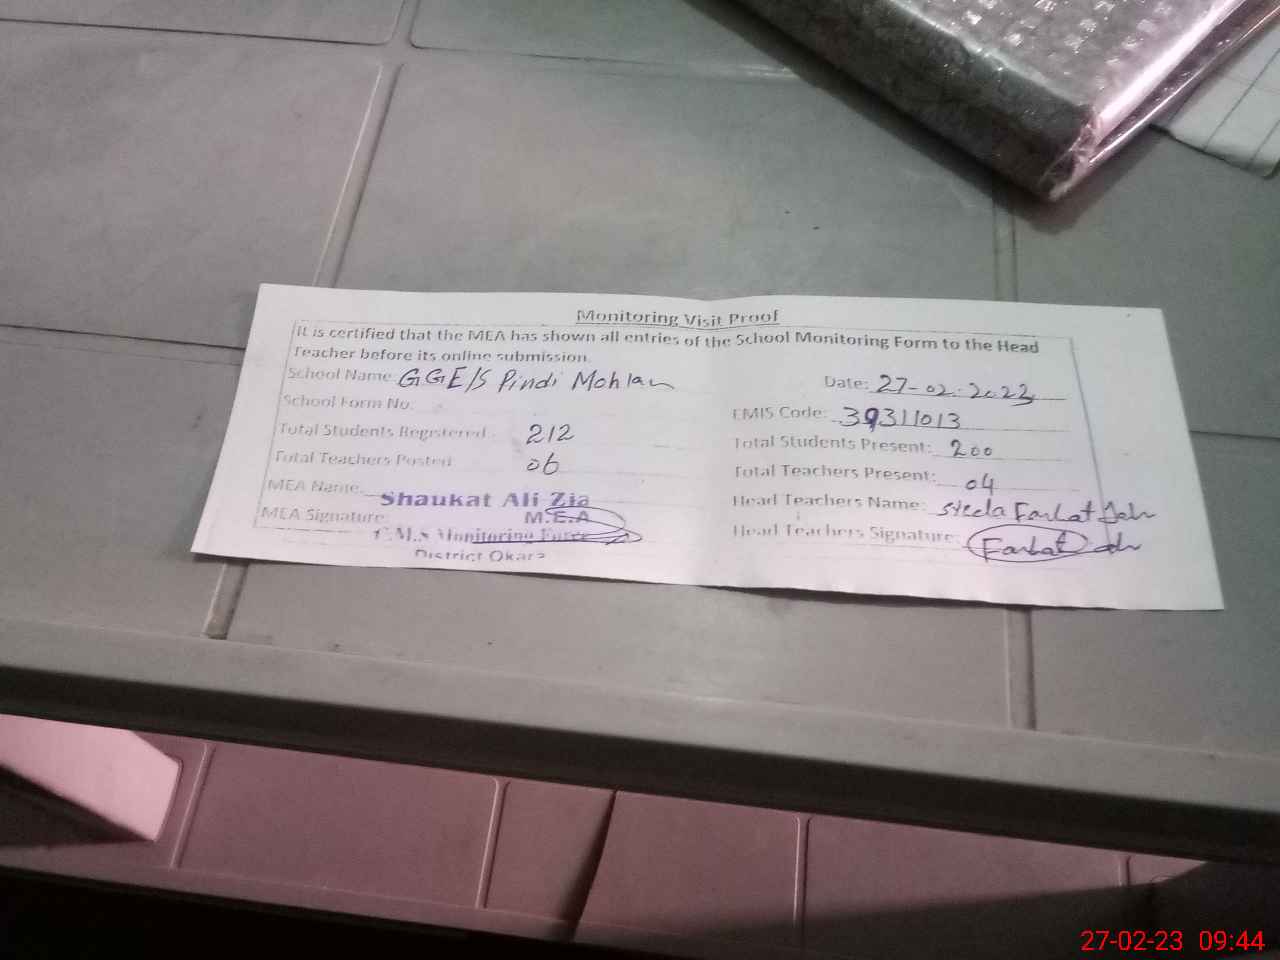 Monitoring Visit Proof
It is certified that the MEA has shown all entries of the School Monitoring Form to the Head
Teacher before its online submission.
School Name: GGE/S Pindi Mohlan
Date: 27-02-2023
School Form No.
EMIS Code: 39311013
Total Students Registered: 212
Total Students Present: 200
Total Teachers Posted 06
Total Teachers Present: 04
MEA Name: Shaukat Ali Zia
Head Teachers Name: Farhat
M.E.A
MEA Signature:
Head Teachers Signature: Farhat
C.M.s Monitoring Force
District Okara
27-02-23 09:44